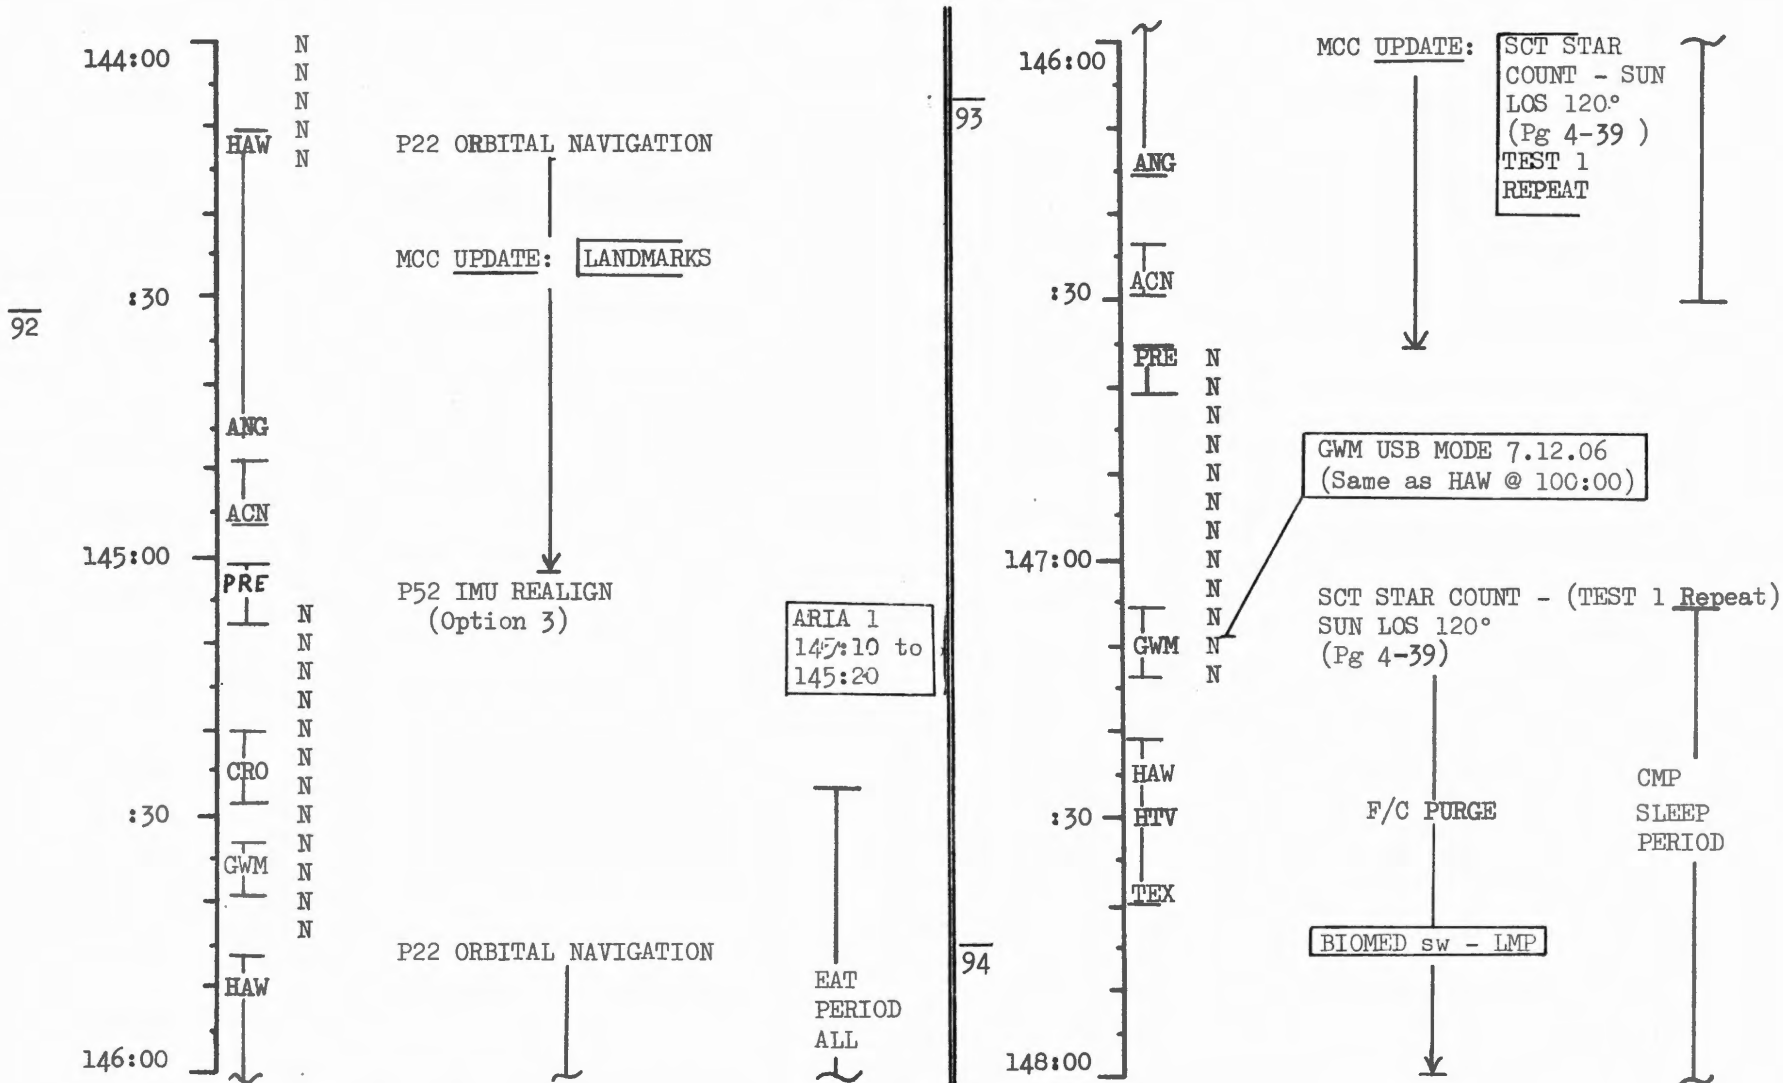 144:00
N
N
N
N
N
HAW
P22 ORBITAL NAVIGATION
MCC UPDATE: LANDMARKS
:30
92
ANG
ACN
145:00
PRE
P52 IMU REALIGN
(Option 3)
N
N
N
N
N
N
N
N
N
N
N
N
ARIA 1
145:10 to
145:20
CRO
:30
GWM
P22 ORBITAL NAVIGATION
HAW
EAT
PERIOD
ALL
146:00
93
94
146:00
MCC UPDATE:
SCT STAR
COUNT - SUN
LOS 120°
(Pg 4-39 )
TEST 1
REPEAT
ANG
ACN
:30
PRE
N
N
N
N
N
N
N
N
N
N
N
N
GWM USB MODE 7.12.06
(Same as HAW @ 100:00)
147:00
SCT STAR COUNT - (TEST 1 Repeat)
SUN LOS 120°
(Pg 4-39)
GWM
HAW
:30
HTV
F/C PURGE
CMP
SLEEP
PERIOD
TEX
BIOMED sw - LMP
148:00